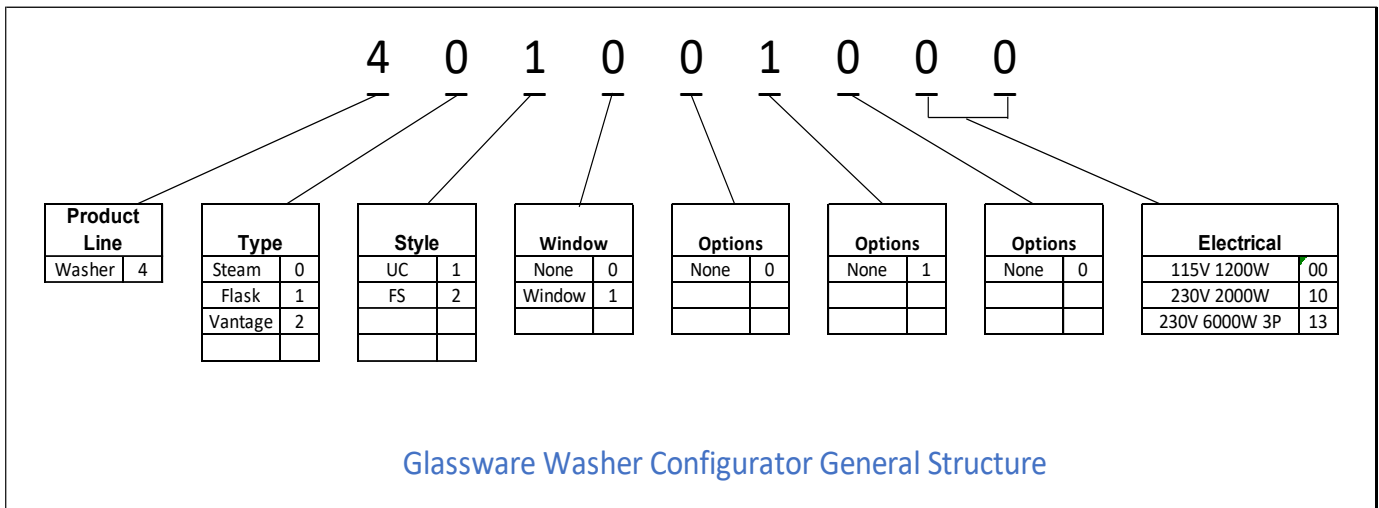 4 0 1 0 0 1 0 0 0
Product Line
Washer 4
Type
Steam 0
Flask 1
Vantage 2
Style
UC 1
FS 2
Window
None 0
Window 1
Options
None 0
Options
None 1
Options
None 0
Electrical
115V 1200W 00
230V 2000W 10
230V 6000W 3P 13
Glassware Washer Configurator General Structure